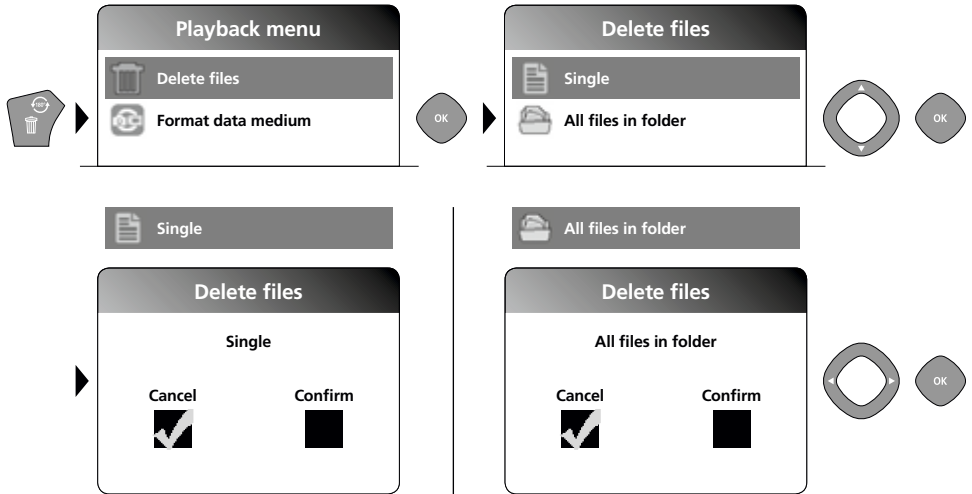 Playback menu
Delete files
Format data medium
180°
OK
Delete files
Single
All files in folder
OK
Single
All files in folder
Delete files
Single
Cancel
Confirm
Delete files
All files in folder
Cancel
Confirm
OK